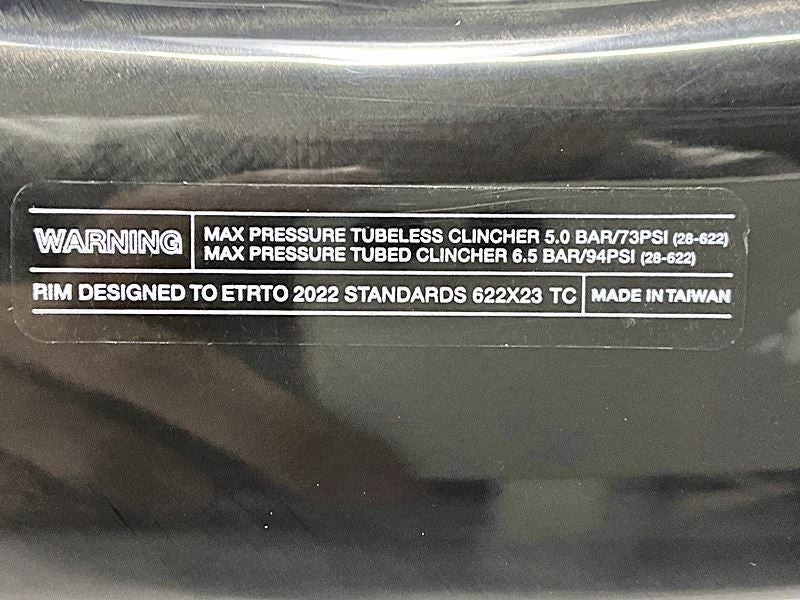 WARNING
MAX PRESSURE TUBELESS CLINCHER 5.0 BAR/73PSI (28-622)
MAX PRESSURE TUBED CLINCHER 6.5 BAR/94PSI (28-622)
RIM DESIGNED TO ETRTO 2022 STANDARDS 622X23 TC
MADE IN TAIWAN